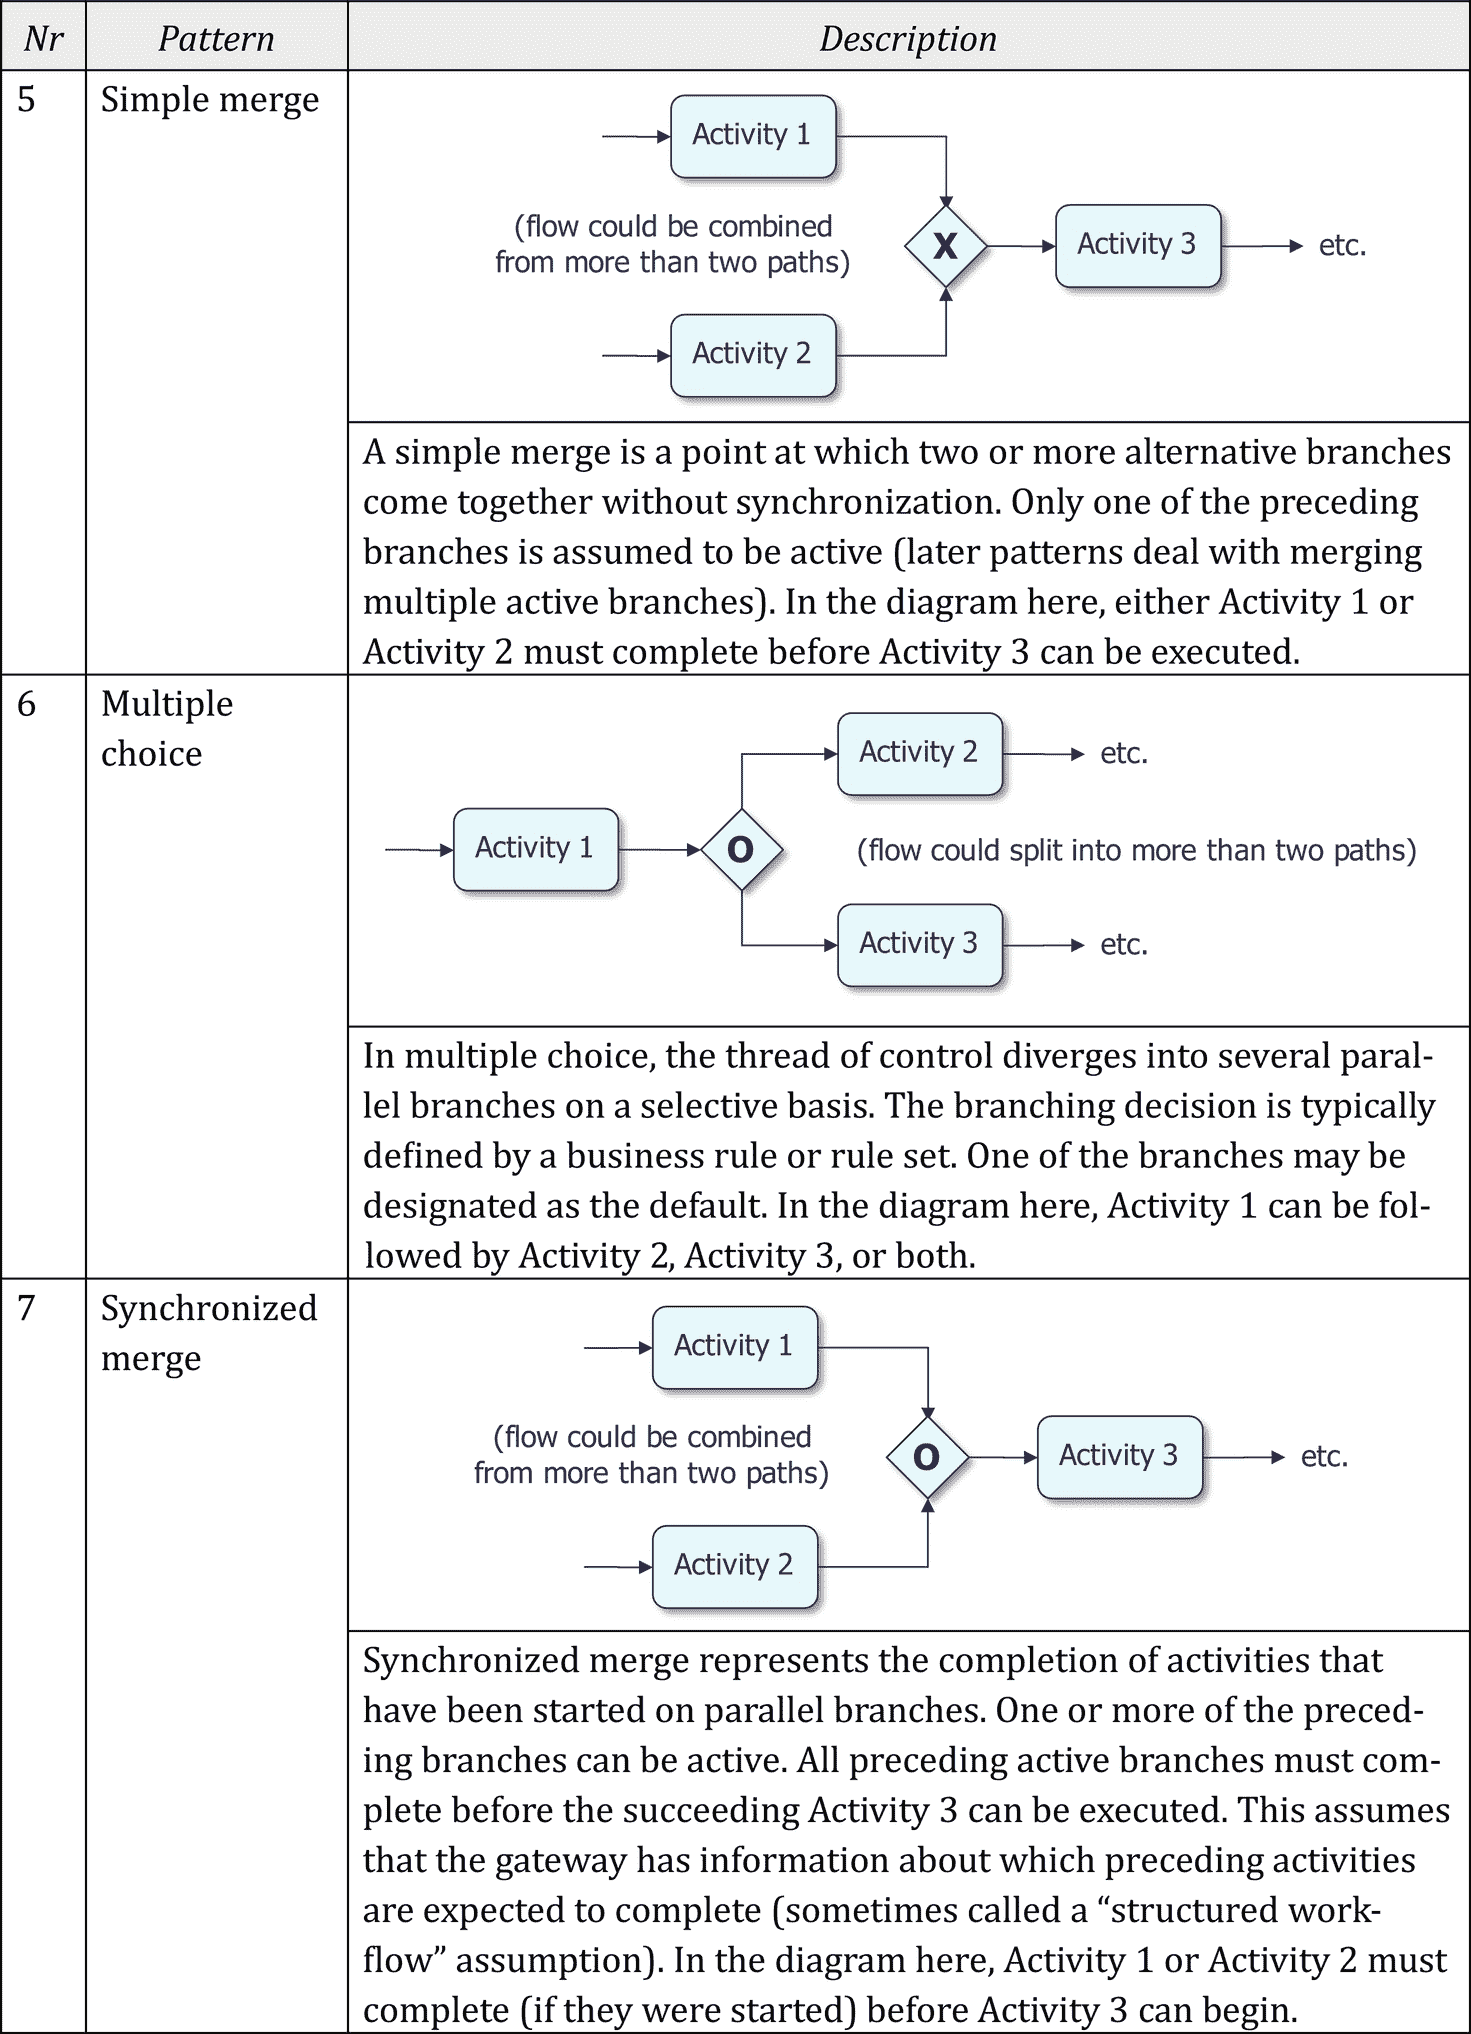 Nr Pattern Description
5 Simple merge
Activity 1
(flow could be combined
from more than two paths)
X
Activity 3
etc.
Activity 2
A simple merge is a point at which two or more alternative branches
come together without synchronization. Only one of the preceding
branches is assumed to be active (later patterns deal with merging
multiple active branches). In the diagram here, either Activity 1 or
Activity 2 must complete before Activity 3 can be executed.
6 Multiple
choice
Activity 2
etc.
Activity 1
O
(flow could split into more than two paths)
Activity 3
etc.
In multiple choice, the thread of control diverges into several paral-
lel branches on a selective basis. The branching decision is typically
defined by a business rule or rule set. One of the branches may be
designated as the default. In the diagram here, Activity 1 can be fol-
lowed by Activity 2, Activity 3, or both.
7 Synchronized
merge
Activity 1
(flow could be combined
from more than two paths)
O
Activity 3
etc.
Activity 2
Synchronized merge represents the completion of activities that
have been started on parallel branches. One or more of the preced-
ing branches can be active. All preceding active branches must com-
plete before the succeeding Activity 3 can be executed. This assumes
that the gateway has information about which preceding activities
are expected to complete (sometimes called a “structured work-
flow” assumption). In the diagram here, Activity 1 or Activity 2 must
complete (if they were started) before Activity 3 can begin.